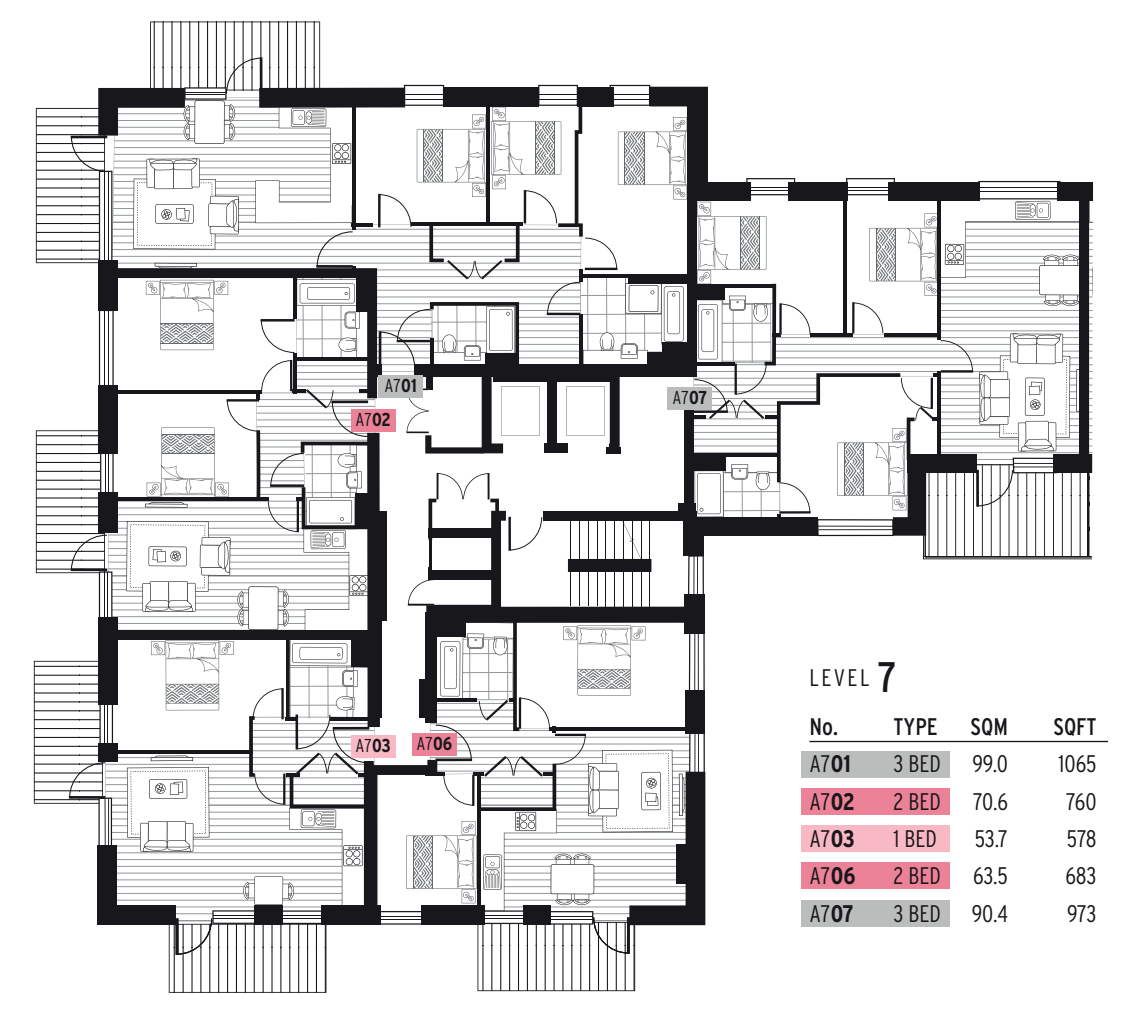 A701
A702
A707
A703
A706
LEVEL 7
No. TYPE SQM SQFT
A701 3 BED 99.0 1065
A702 2 BED 70.6 760
A703 1 BED 53.7 578
A706 2 BED 63.5 683
A707 3 BED 90.4 973